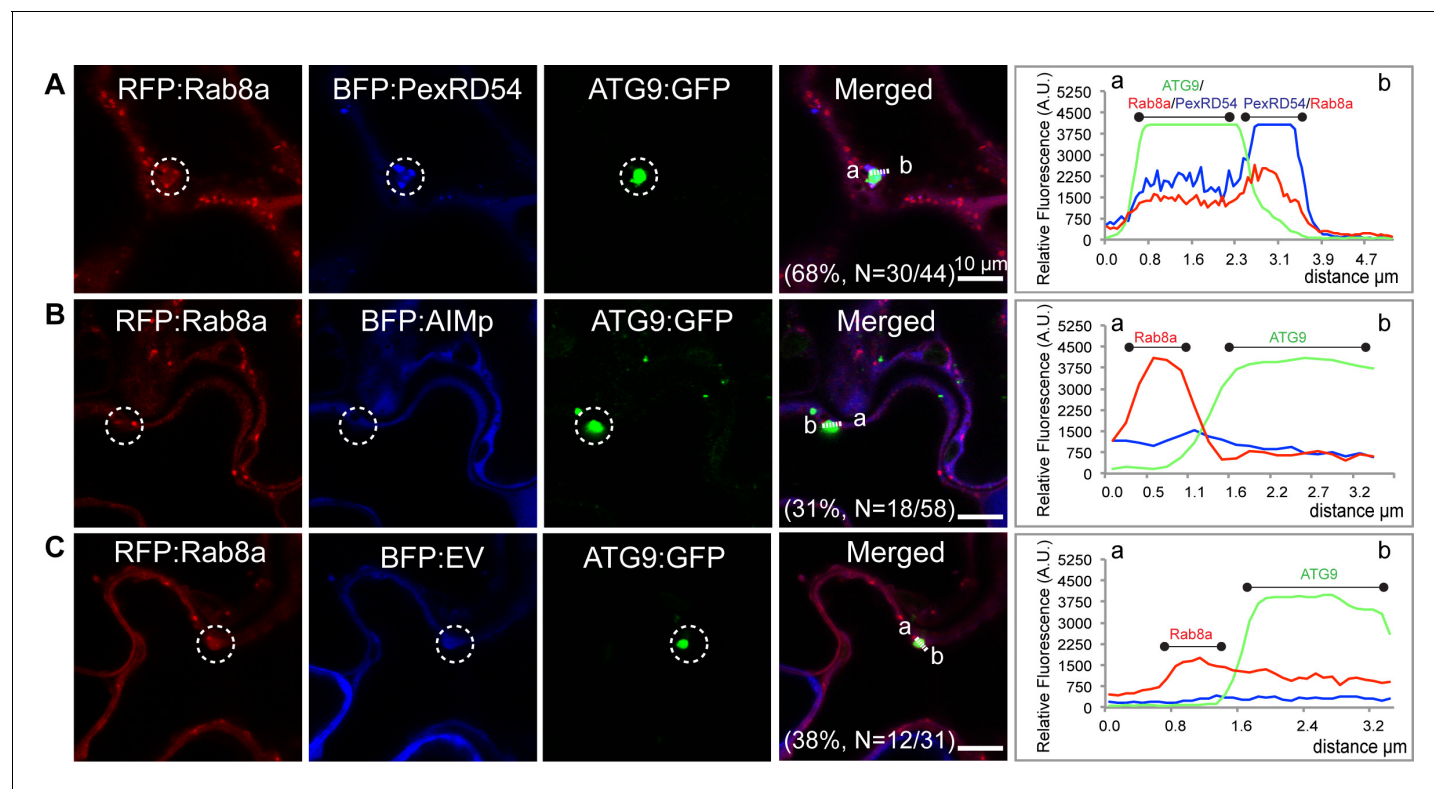 A
RFP:Rab8a
BFP:PexRD54
ATG9:GFP
Merged
a
b
(68%, N=30/44)
10 µm
a
b
ATG9/
Rab8a/PexRD54
PexRD54/Rab8a
Relative Fluorescence (A.U.)
5250
4500
3750
3000
2250
1500
750
0
0.0 0.8 1.6 2.3 3.1 3.9 4.7
distance µm
B
RFP:Rab8a
BFP:AIMp
ATG9:GFP
Merged
b
a
(31%, N=18/58)
a
b
Rab8a
ATG9
Relative Fluorescence (A.U.)
5250
4500
3750
3000
2250
1500
750
0
0.0 0.5 1.1 1.6 2.2 2.7 3.2
distance µm
C
RFP:Rab8a
BFP:EV
ATG9:GFP
Merged
a
b
(38%, N=12/31)
a
b
ATG9
Rab8a
Relative Fluorescence (A.U.)
5250
4500
3750
3000
2250
1500
750
0
0.0 0.8 1.6 2.4 3.2
distance µm